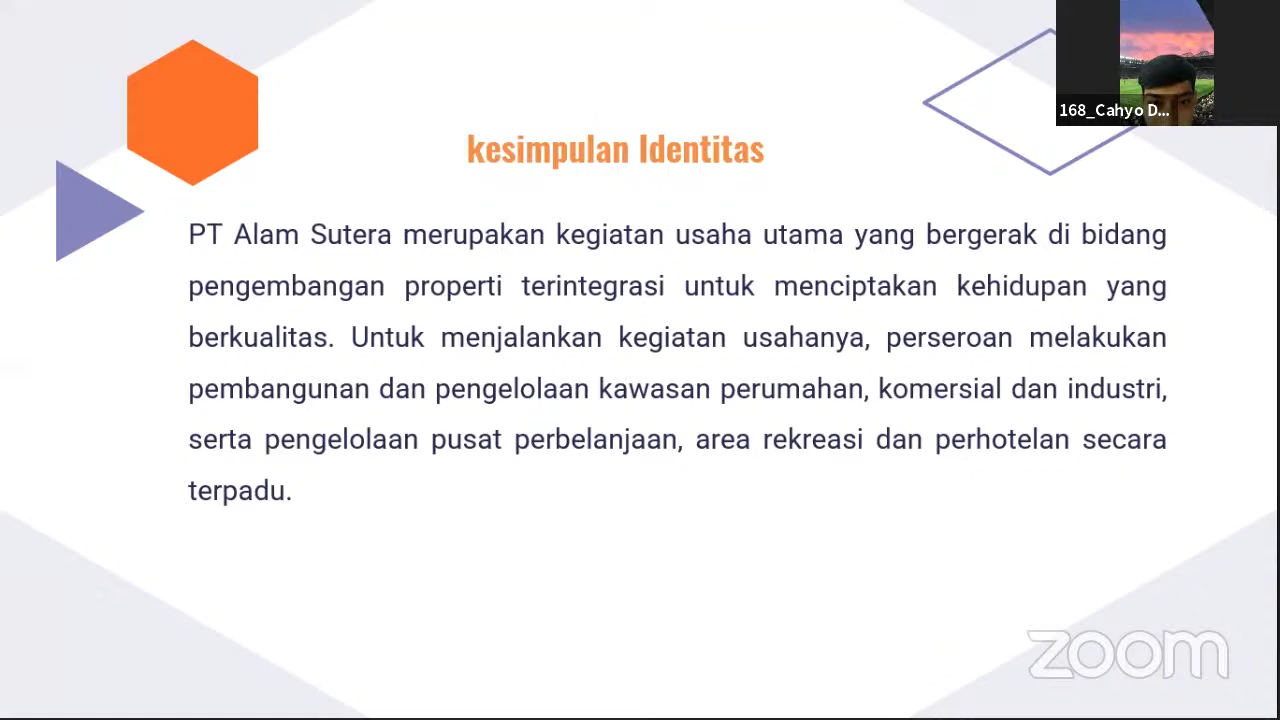 168_Cahyo D...
kesimpulan Identitas
PT Alam Sutera merupakan kegiatan usaha utama yang bergerak di bidang
pengembangan properti terintegrasi untuk menciptakan kehidupan yang
berkualitas. Untuk menjalankan kegiatan usahanya, perseroan melakukan
pembangunan dan pengelolaan kawasan perumahan, komersial dan industri,
serta pengelolaan pusat perbelanjaan, area rekreasi dan perhotelan secara
terpadu.
zoom